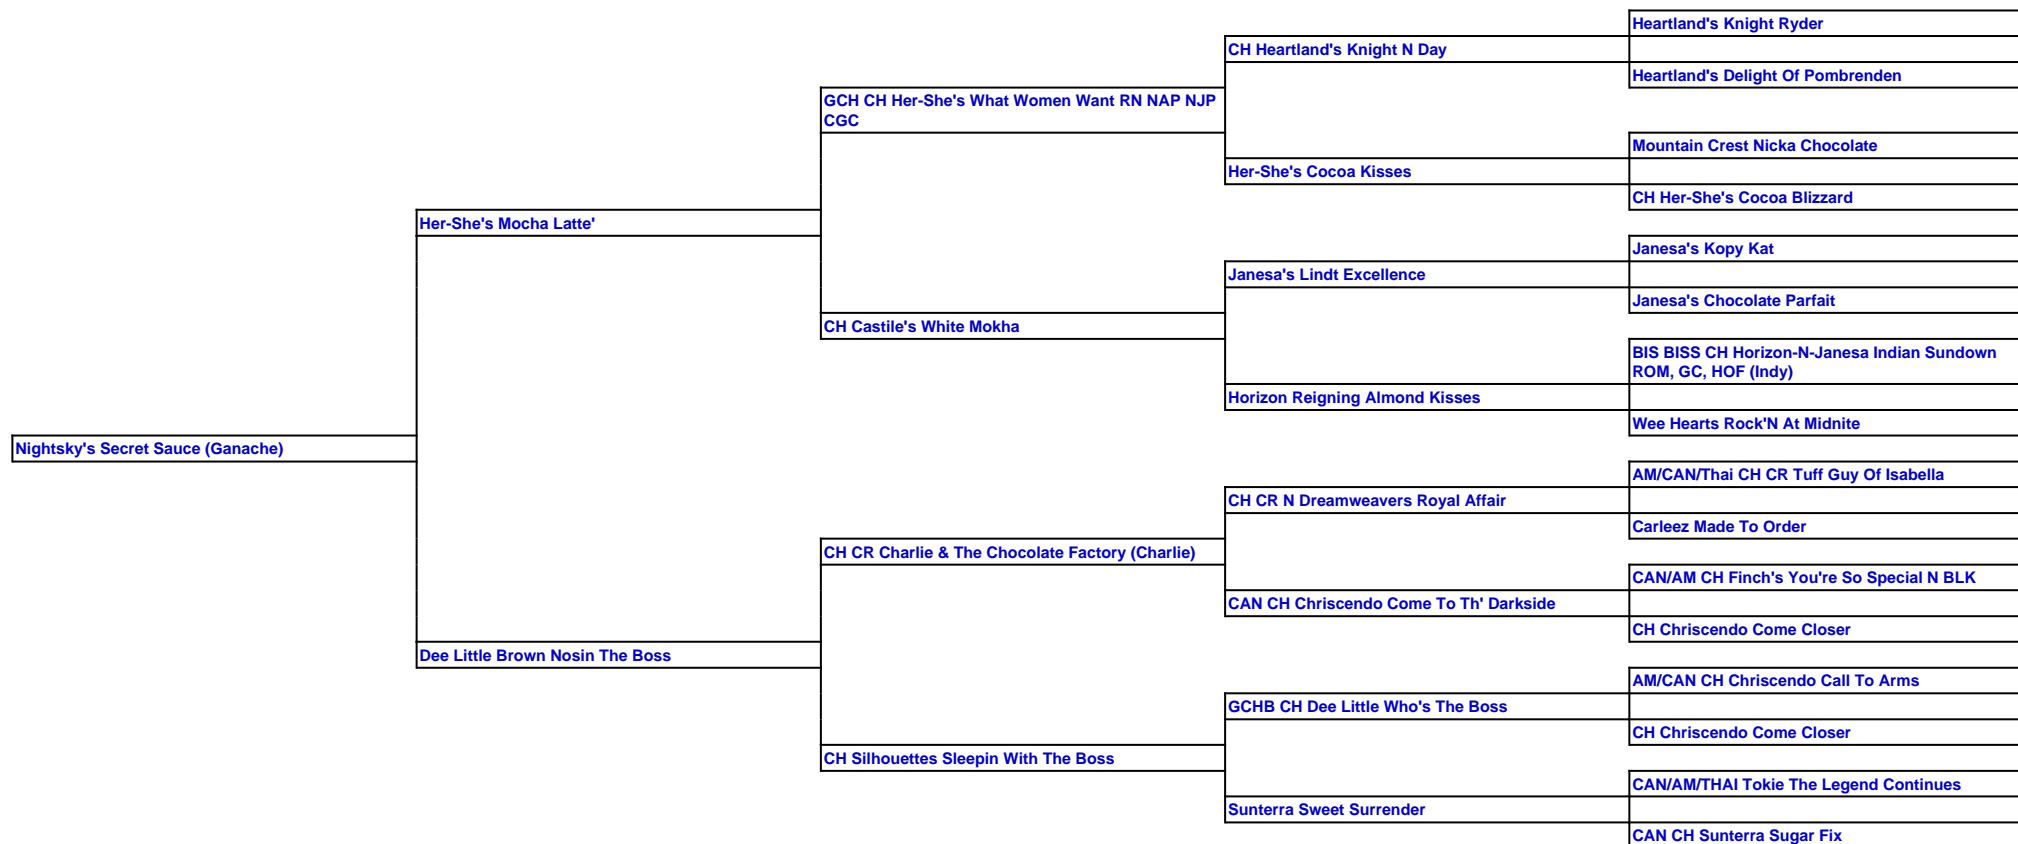 Heartland's Knight Ryder
CH Heartland's Knight N Day
Heartland's Delight Of Pombrenden
GCH CH Her-She's What Women Want RN NAP NJP
CGC
Mountain Crest Nicka Chocolate
Her-She's Cocoa Kisses
CH Her-She's Cocoa Blizzard
Her-She's Mocha Latte'
Janesa's Kopy Kat
Janesa's Lindt Excellence
Janesa's Chocolate Parfait
CH Castile's White Mokha
BIS BISS CH Horizon-N-Janesa Indian Sundown
ROM, GC, HOF (Indy)
Horizon Reigning Almond Kisses
Wee Hearts Rock'N At Midnite
Nightsky's Secret Sauce (Ganache)
AM/CAN/Thai CH CR Tuff Guy Of Isabella
CH CR N Dreamweavers Royal Affair
Carleez Made To Order
CH CR Charlie & The Chocolate Factory (Charlie)
CAN/AM CH Finch's You're So Special N BLK
CAN CH Chriscendo Come To Th' Darkside
CH Chriscendo Come Closer
Dee Little Brown Nosin The Boss
AM/CAN CH Chriscendo Call To Arms
GCHB CH Dee Little Who's The Boss
CH Chriscendo Come Closer
CH Silhouettes Sleepin With The Boss
CAN/AM/THAI Tokie The Legend Continues
Sunterra Sweet Surrender
CAN CH Sunterra Sugar Fix